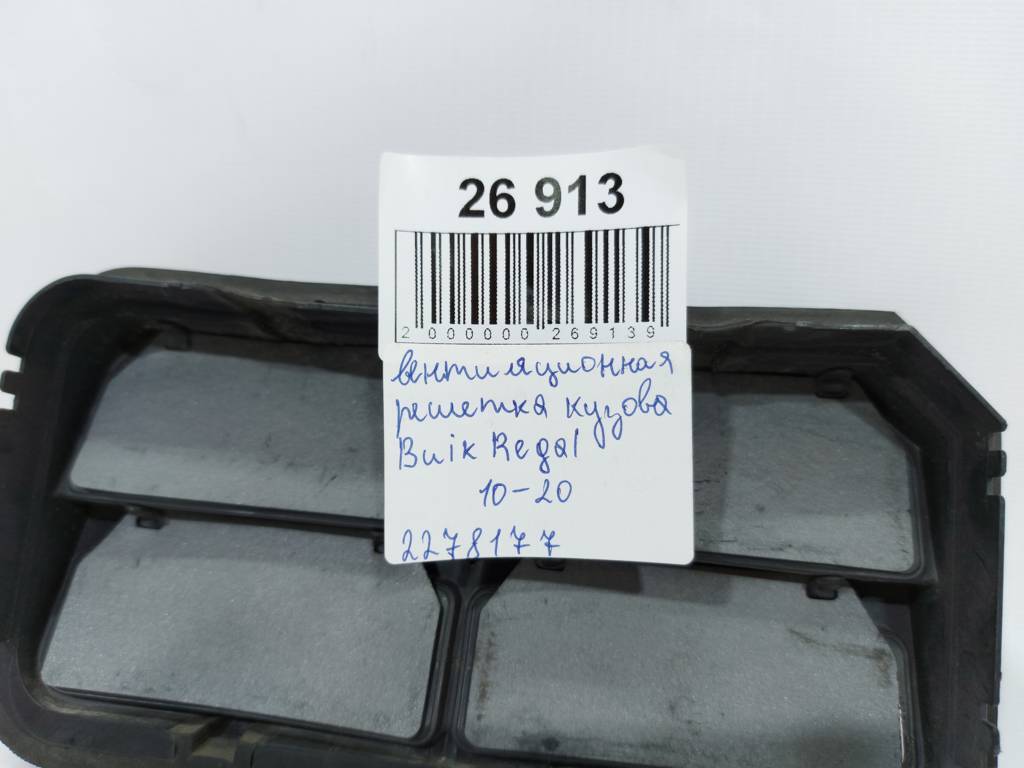 26 913
2 000000 269139
вентиляционная
решетка кузова
Buik Regal
10-20
2278177